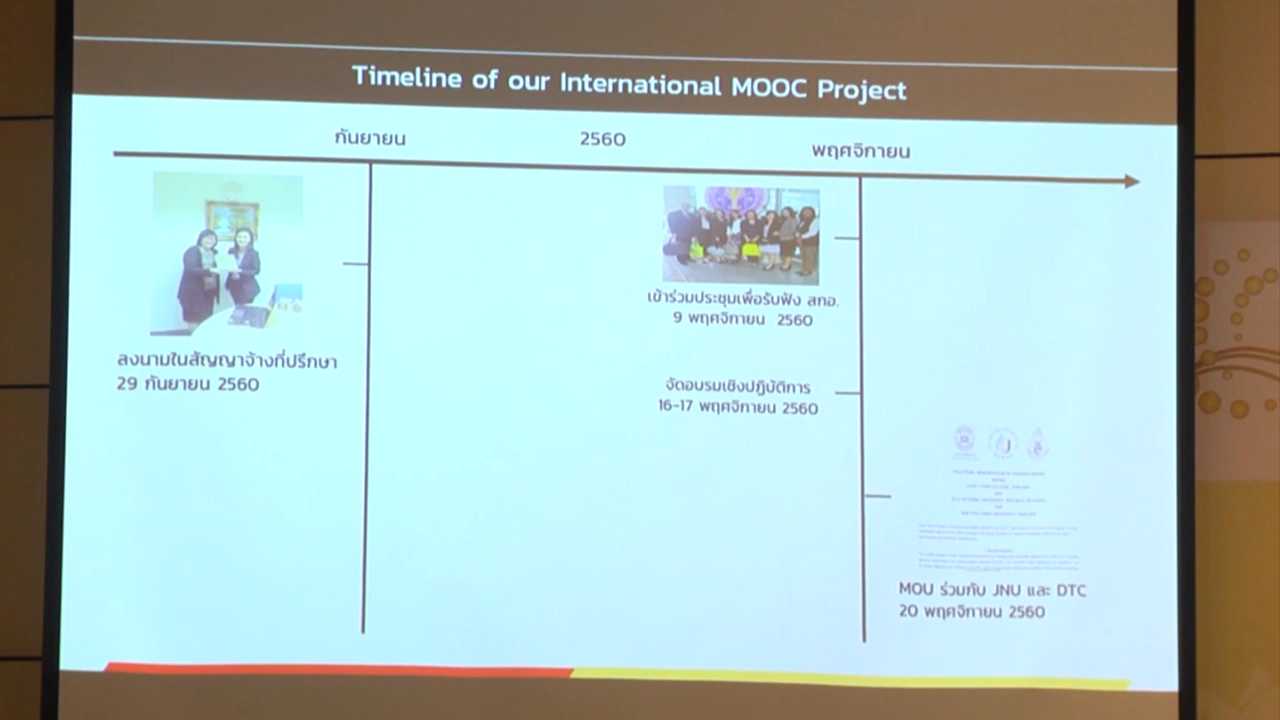 Timeline of our International MOOC Project
กันยายน
2560
พฤศจิกายน
ลงนามในสัญญาจ้างที่ปรึกษา
29 กันยายน 2560
เข้าร่วมประชุมเพื่อรับฟัง สกอ.
9 พฤศจิกายน 2560
จัดอบรมเชิงปฏิบัติการ
16-17 พฤศจิกายน 2560
MOU ร่วมกับ JNU และ DTC
20 พฤศจิกายน 2560